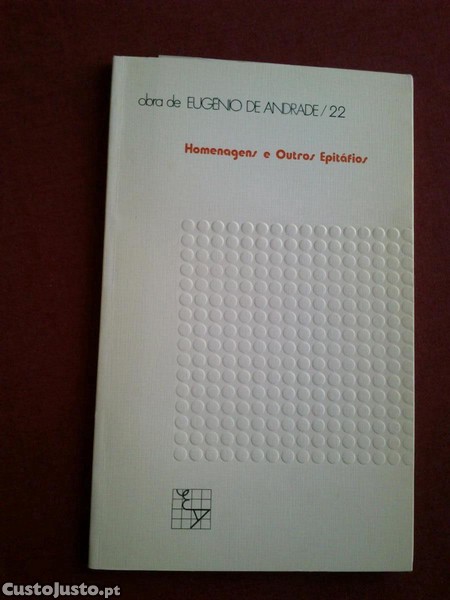 obra de EUGENIO DE ANDRADE/22
Homenagens e Outros Epitáfios
CustoJusto.pt